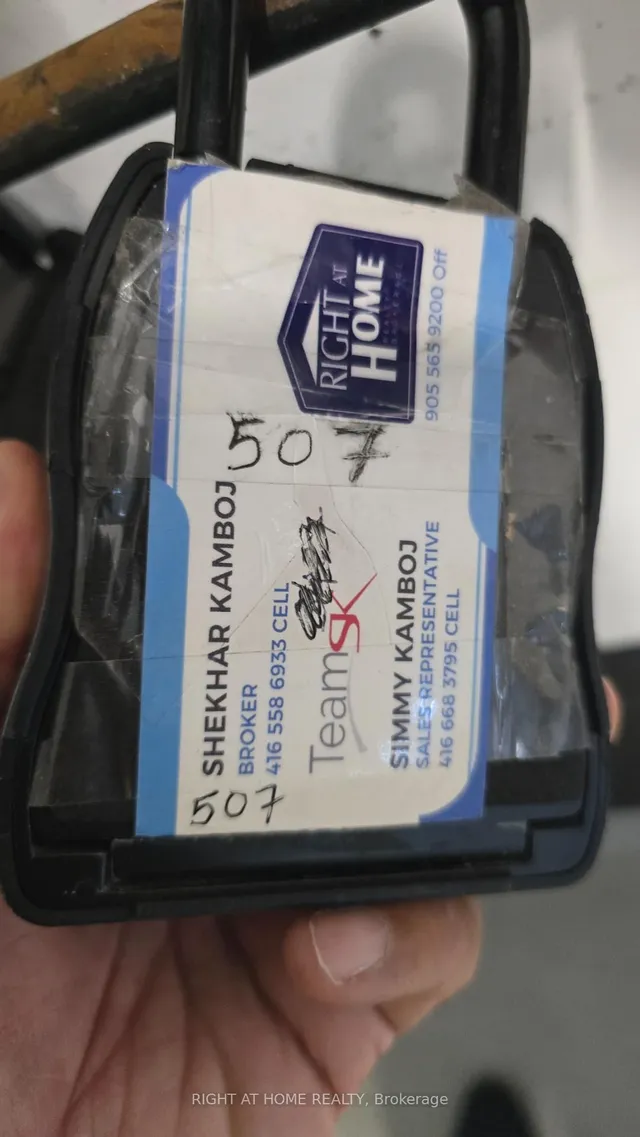 RIGHT AT
HOME
905 565 9200 Off
507
SHEKHAR KAMBOJ
BROKER
416 558 6933 CELL
TeamSK
SIMMY KAMBOJ
SALES REPRESENTATIVE
416 668 3795 CELL
507
RIGHT AT HOME REALTY, Brokerage